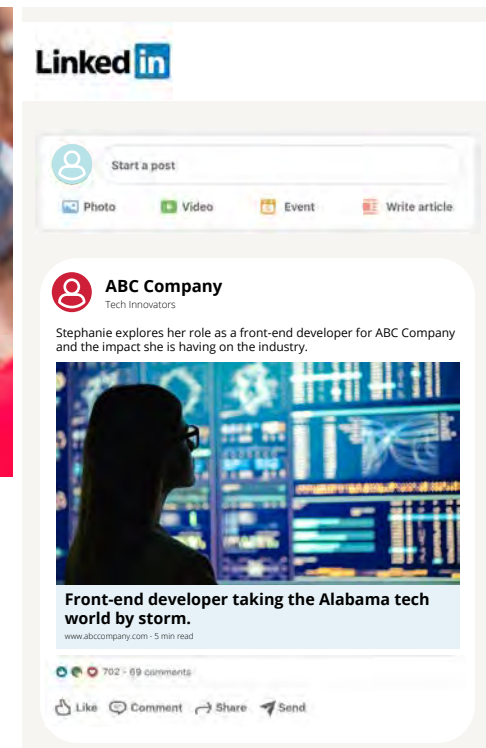 Linked in
Start a post
Photo Video Event Write article
ABC Company
Tech Innovators
Stephanie explores her role as a front-end developer for ABC Company
and the impact she is having on the industry.
Front-end developer taking the Alabama tech
world by storm.
www.abccompany.com - 5 min read
702 - 69 comments
Like Comment Share Send